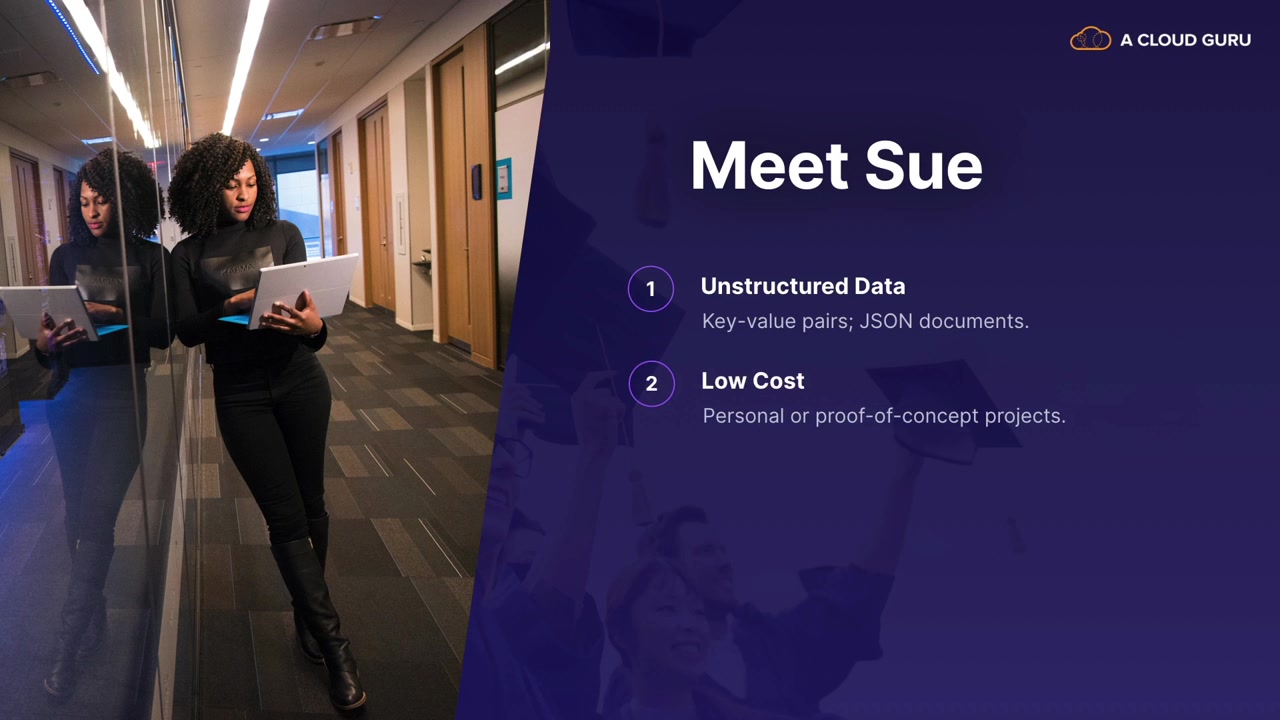 A CLOUD GURU
Meet Sue
1
Unstructured Data
Key-value pairs; JSON documents.
2
Low Cost
Personal or proof-of-concept projects.